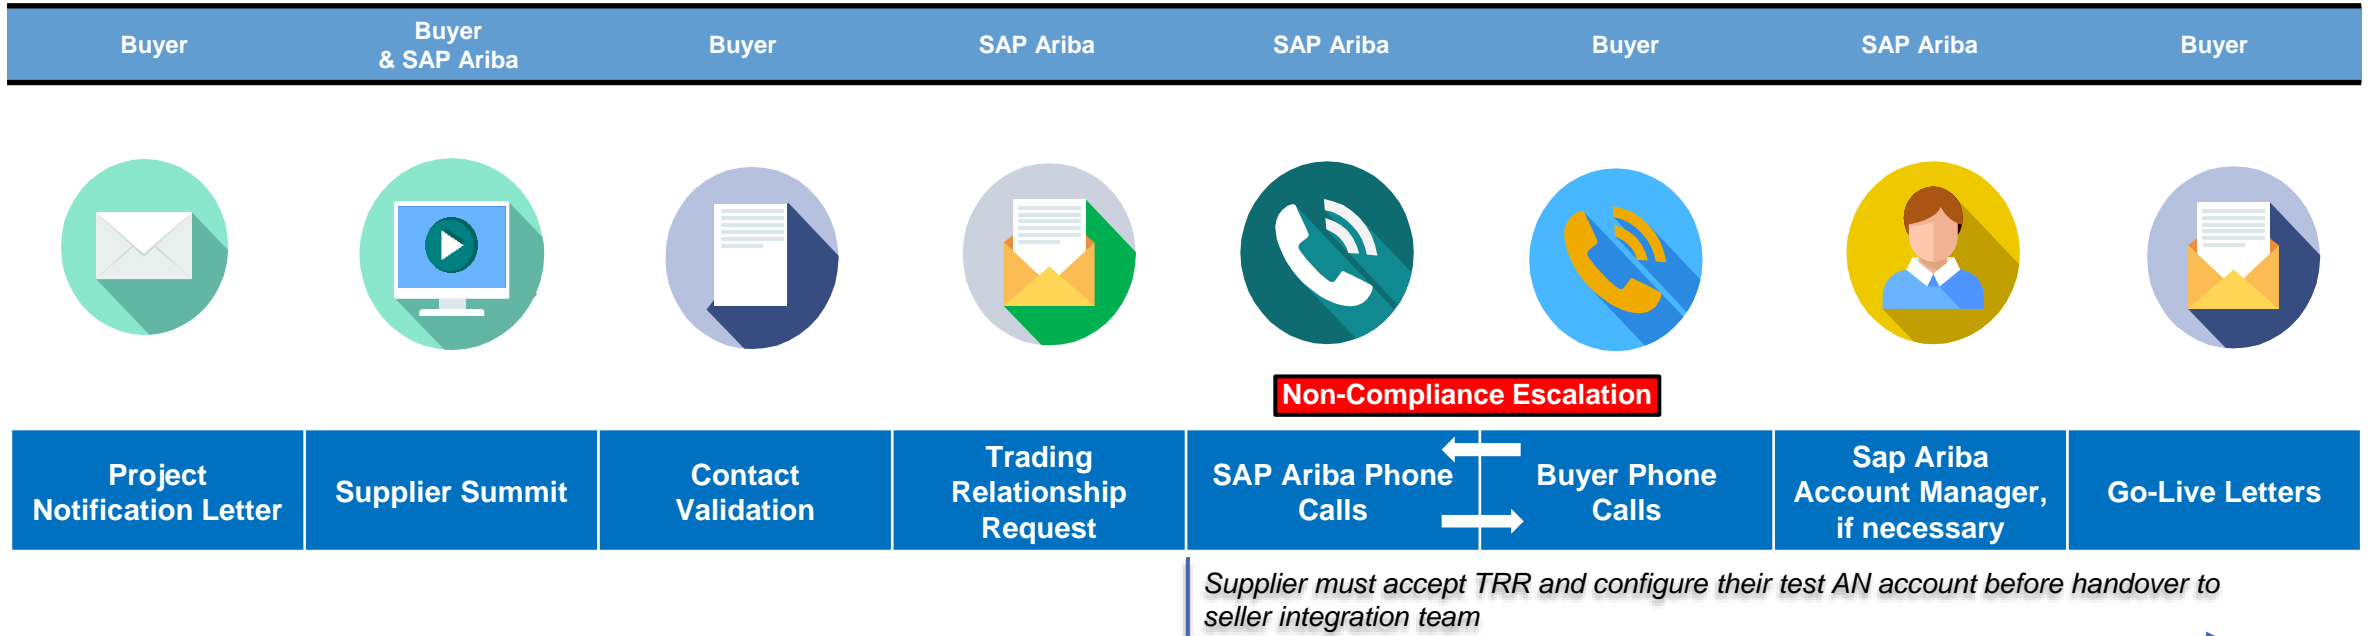 Buyer
Buyer
& SAP Ariba
Buyer
SAP Ariba
SAP Ariba
Buyer
SAP Ariba
Buyer
Non-Compliance Escalation
Project
Notification Letter
Supplier Summit
Contact
Validation
Trading
Relationship
Request
SAP Ariba Phone
Calls
Buyer Phone
Calls
Sap Ariba
Account Manager,
if necessary
Go-Live Letters
Supplier must accept TRR and configure their test AN account before handover to
seller integration team